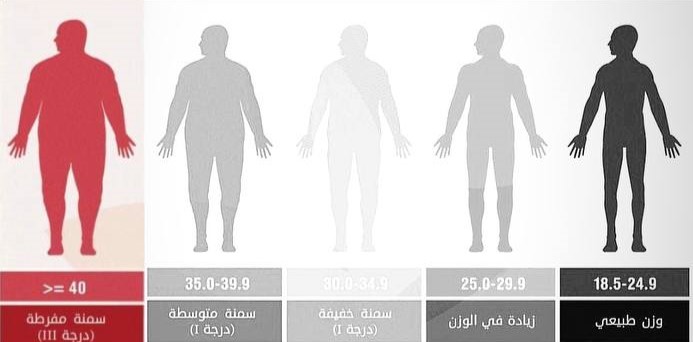 18.5-24.9
25.0-29.9
30.0-34.9
35.0-39.9
>= 40
وزن طبيعي
زيادة في الوزن
سمنة خفيفة
(درجة I)
سمنة متوسطة
(درجة I)
سمنة مفرطة
(درجة III)